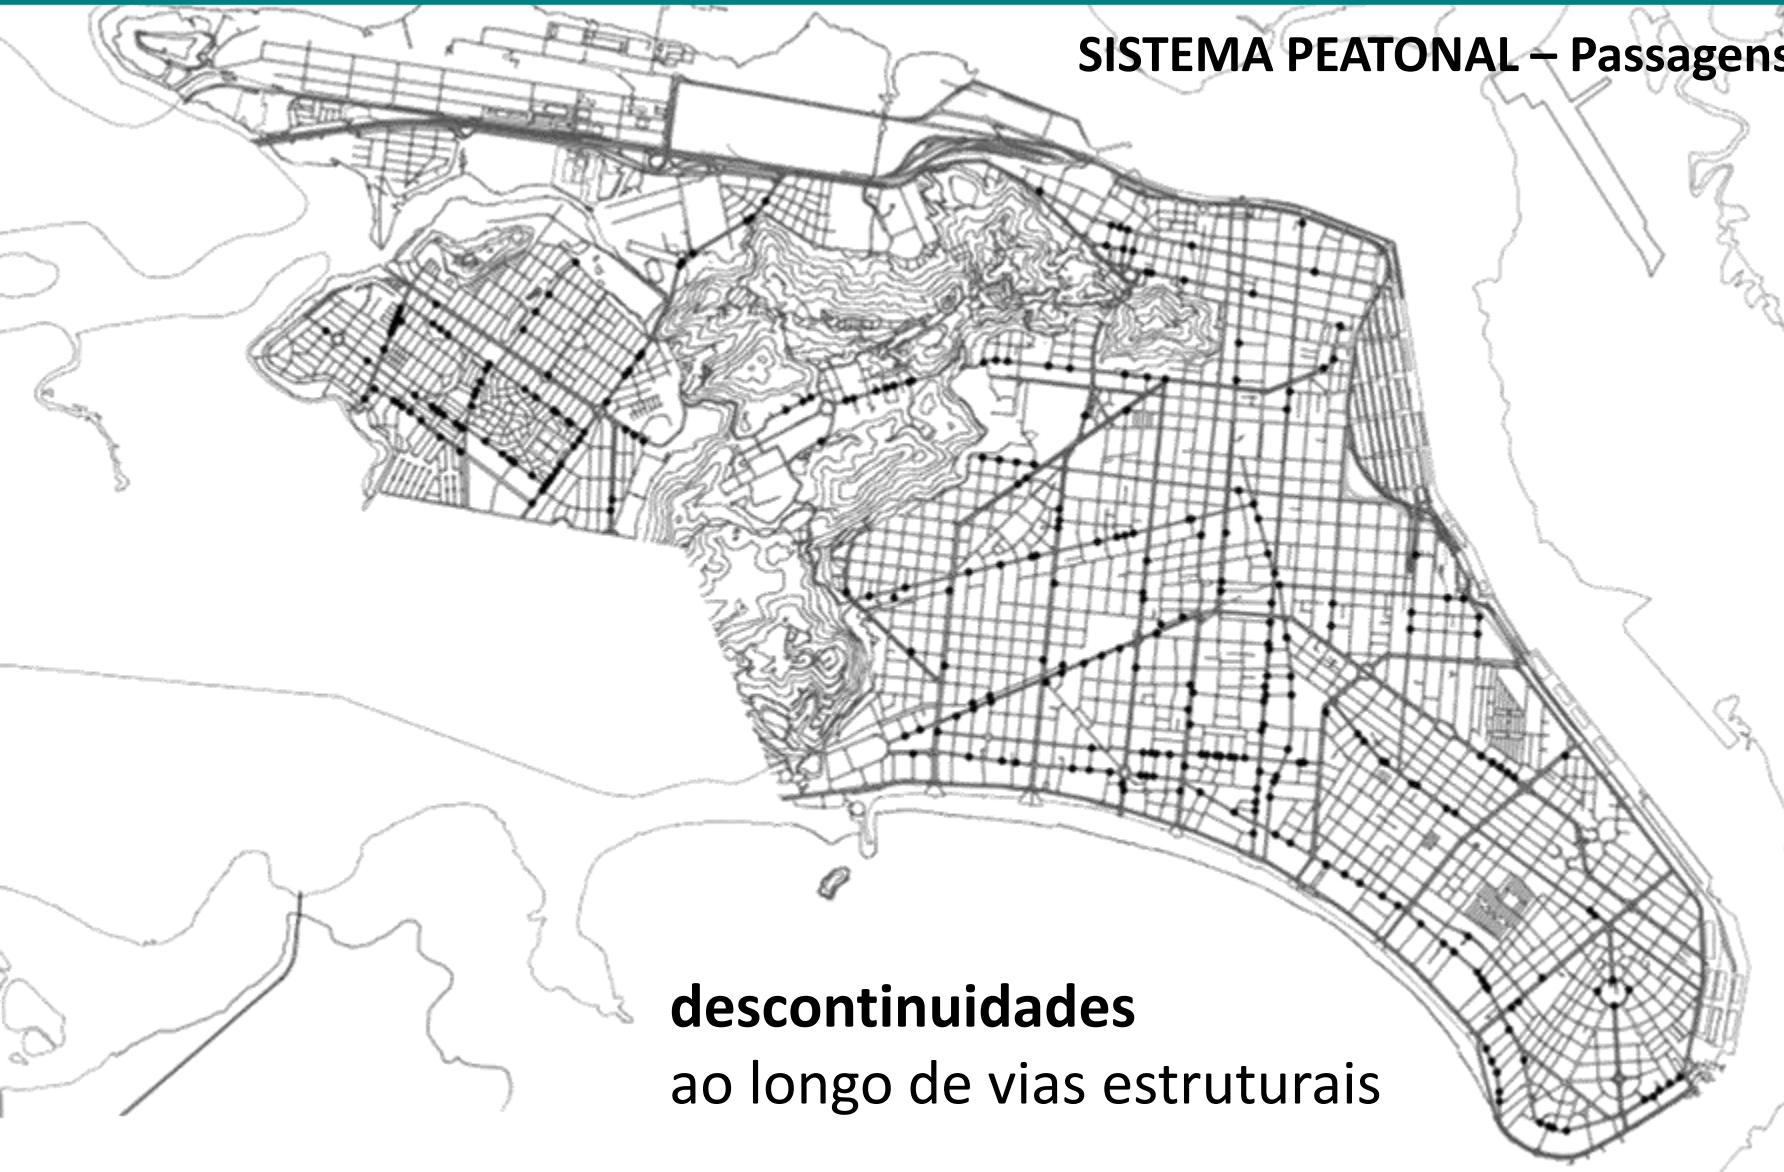 SISTEMA PEATONAL – Passagens
descontinuidades
ao longo de vias estruturais